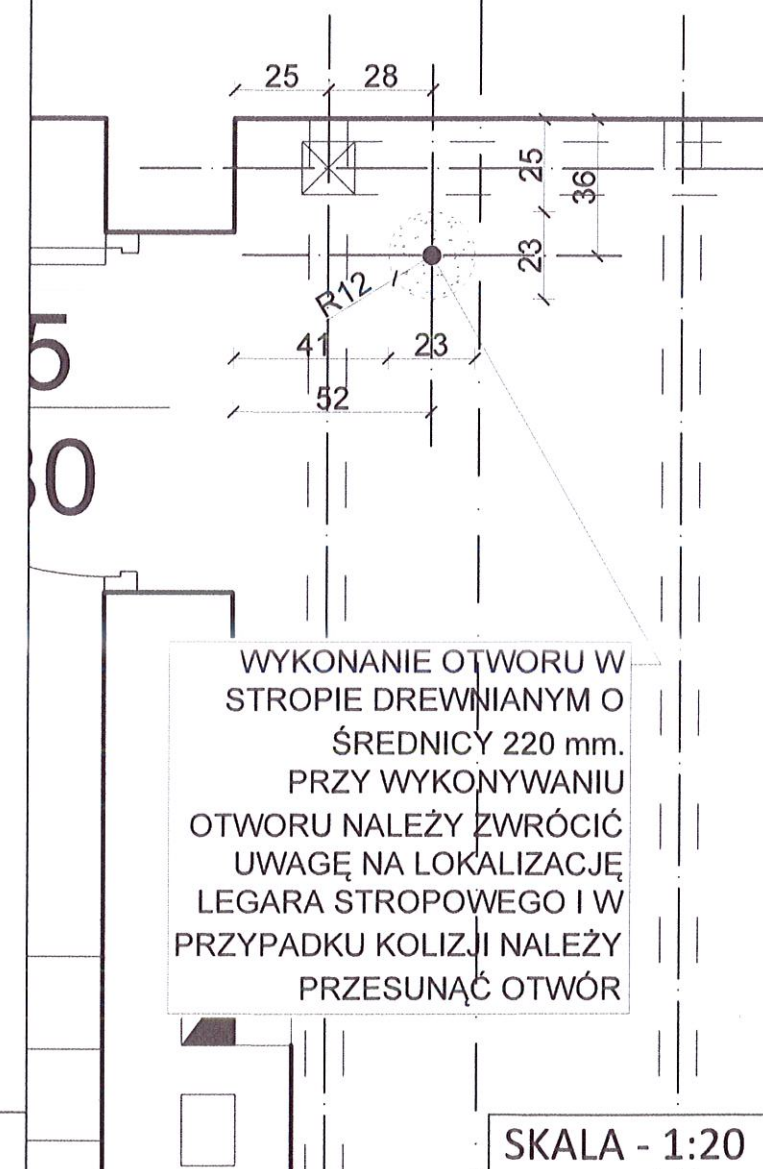 25 28
25
36
23
R12
41 23
52
5
30
WYKONANIE OTWORU W
STROPIE DREWNIANYM O
ŚREDNICY 220 mm.
PRZY WYKONYWANIU
OTWORU NALEŻY ZWRÓCIĆ
UWAGĘ NA LOKALIZACJĘ
LEGARA STROPOWEGO I W
PRZYPADKU KOLIZJI NALEŻY
PRZESUNĄĆ OTWÓR
SKALA - 1:20